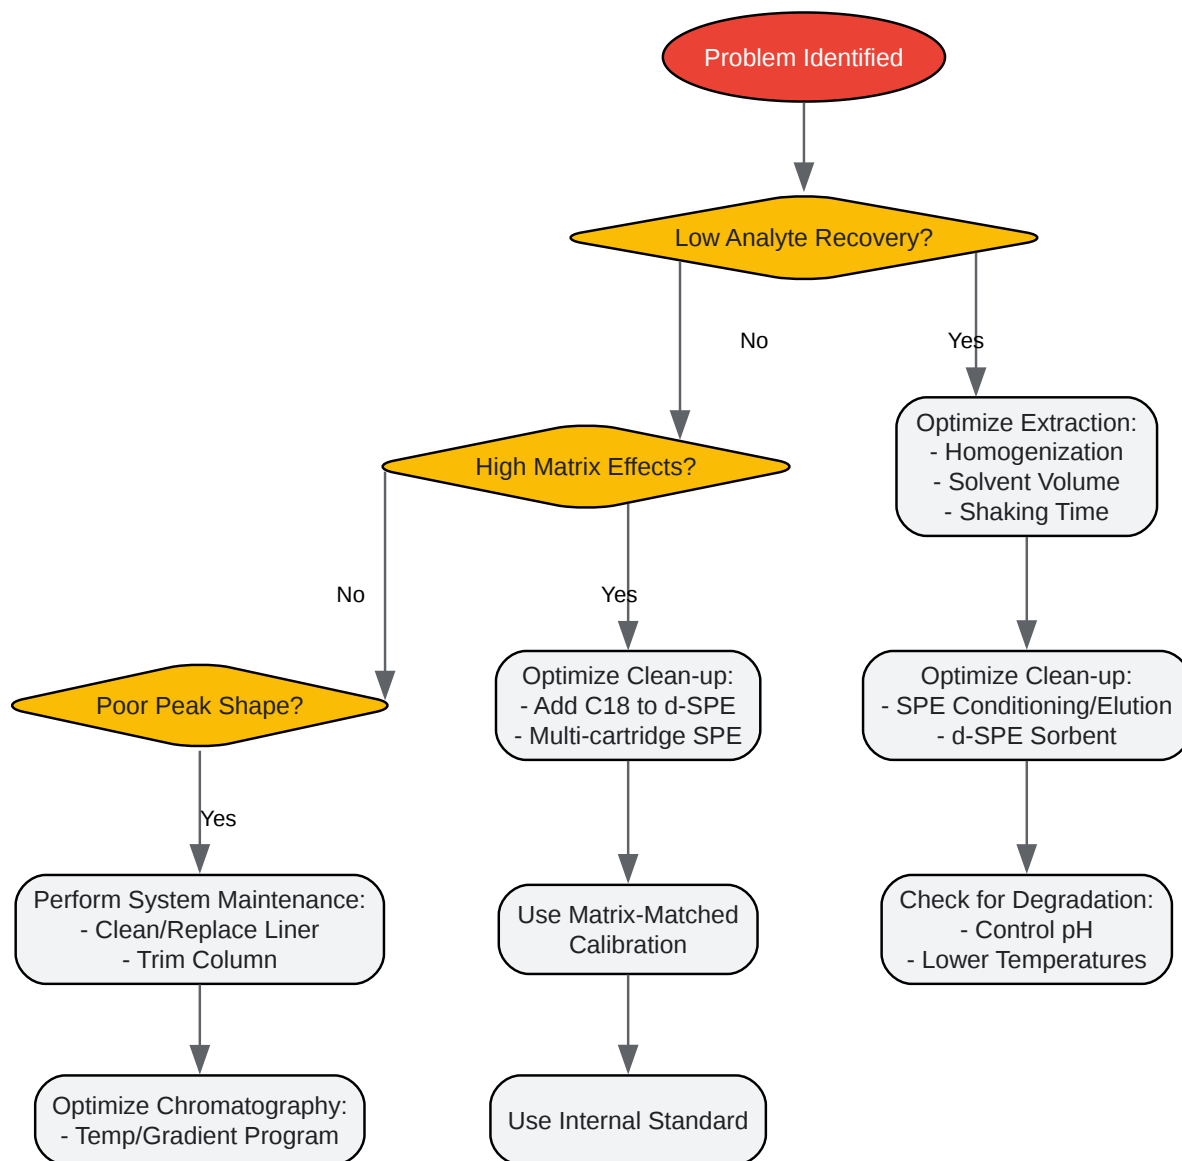 Problem Identified
Low Analyte Recovery?
No
Yes
Optimize Extraction:
- Homogenization
- Solvent Volume
- Shaking Time
High Matrix Effects?
No
Yes
Optimize Clean-up:
- SPE Conditioning/Elution
- d-SPE Sorbent
Optimize Clean-up:
- Add C18 to d-SPE
- Multi-cartridge SPE
Poor Peak Shape?
Yes
Perform System Maintenance:
- Clean/Replace Liner
- Trim Column
Use Matrix-Matched
Calibration
Check for Degradation:
- Control pH
- Lower Temperatures
Optimize Chromatography:
- Temp/Gradient Program
Use Internal Standard